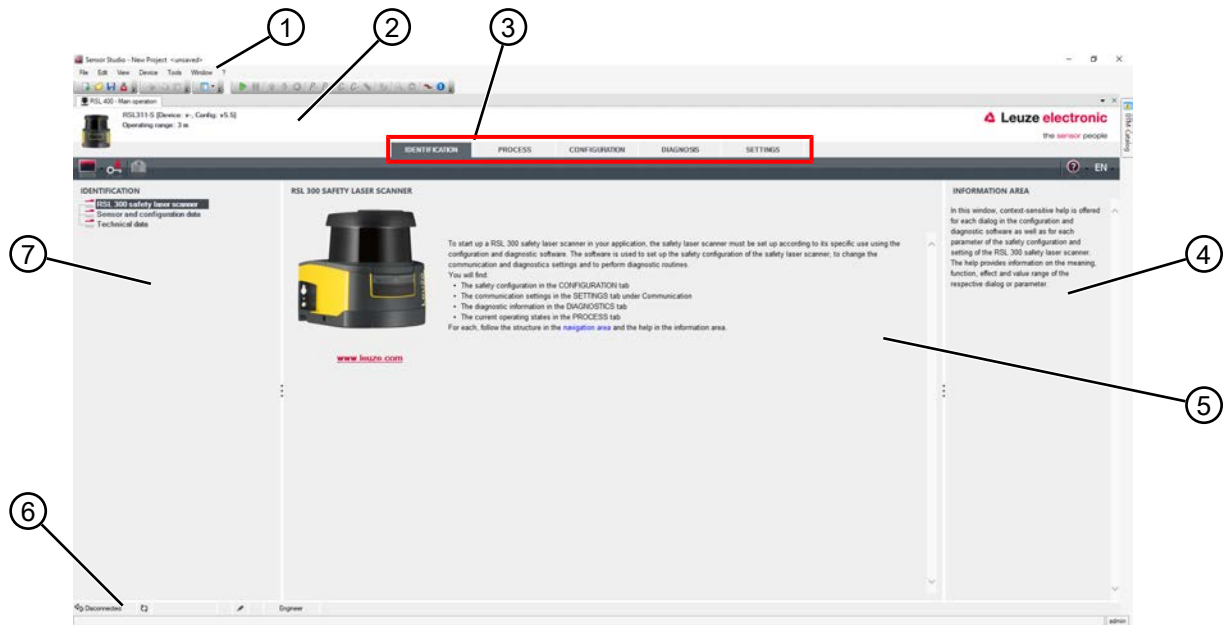 1 2 3
Sensor Studio - New Project <unsaved>
File Edit View Device Tools Window ?
RSL 400 - Main operation
RSL311-S [Device: v-, Config: v5.5]
Operating range: 3 m
Leuze electronic
the sensor people
DTM Catalog
IDENTIFICATION PROCESS CONFIGURATION DIAGNOSIS SETTINGS
? EN
IDENTIFICATION
RSL 300 safety laser scanner
Sensor and configuration data
Technical data
7
RSL 300 SAFETY LASER SCANNER
Leuze
www.leuze.com
To start up a RSL 300 safety laser scanner in your application, the safety laser scanner must be set up according to its specific use using the
configuration and diagnostic software. The software is used to set up the safety configuration of the safety laser scanner, to change the
communication and diagnostics settings and to perform diagnostic routines.
You will find:
• The safety configuration in the CONFIGURATION tab
• The communication settings in the SETTINGS tab under Communication
• The diagnostic information in the DIAGNOSTICS tab
• The current operating states in the PROCESS tab
For each, follow the structure in the navigation area and the help in the information area.
INFORMATION AREA
In this window, context-sensitive help is offered
for each dialog in the configuration and
diagnostic software as well as for each
parameter of the safety configuration and
setting of the RSL 300 safety laser scanner.
The help provides information on the meaning,
function, effect and value range of the
respective dialog or parameter.
4
5
6
Disconnected Engineer
admin